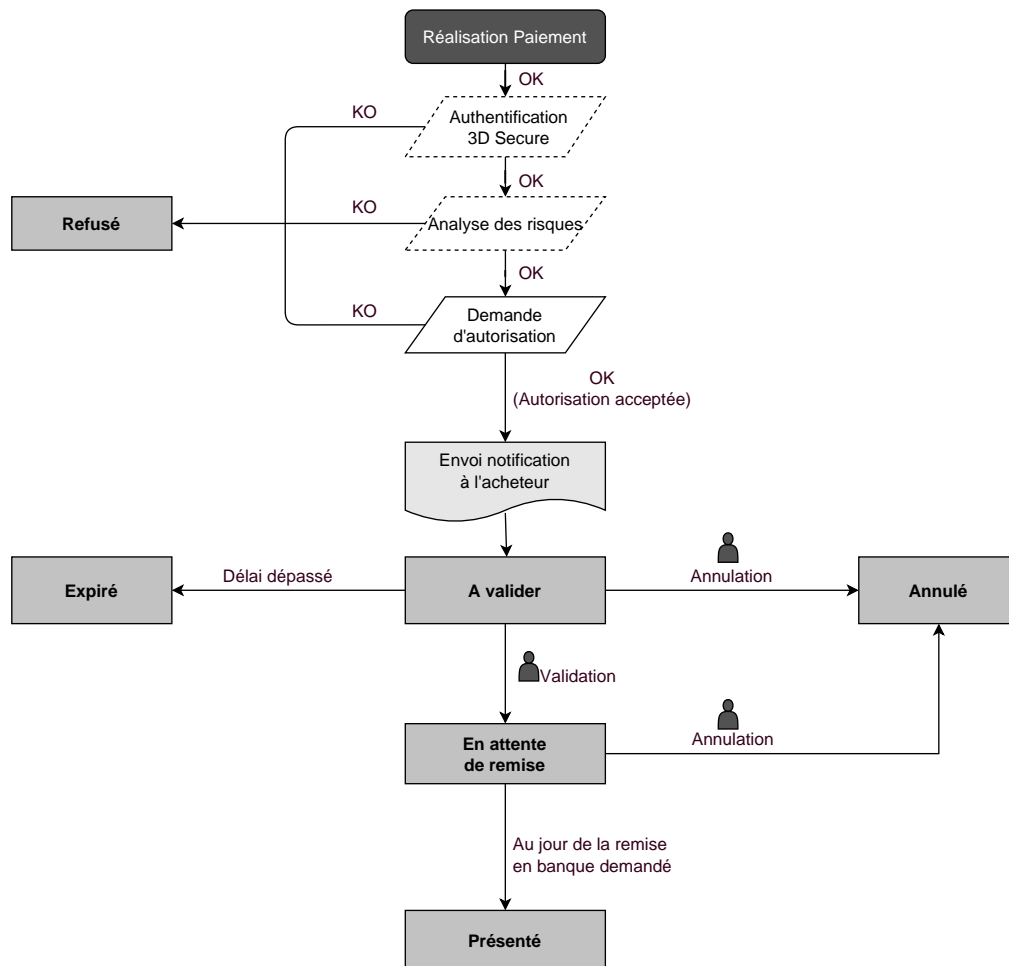 Réalisation Paiement
OK
KO
Authentification
3D Secure
OK
Refusé
KO
Analyse des risques
OK
KO
Demande
d'autorisation
OK
(Autorisation acceptée)
Envoi notification
à l'acheteur
Expiré
Délai dépassé
A valider
Annulation
Annulé
Validation
En attente
de remise
Annulation
Au jour de la remise
en banque demandé
Présenté